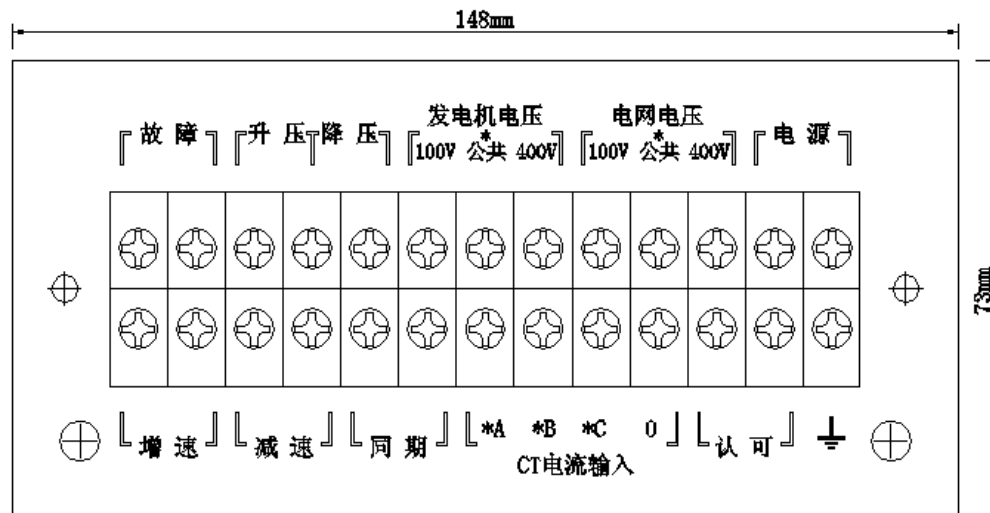 148mm
故障 升压 降压 发电机电压 电网电压 电源
* *
100V 公共 400V 100V 公共 400V
73mm
增速 减速 同期 *A *B *C 0 认可
CT电流输入